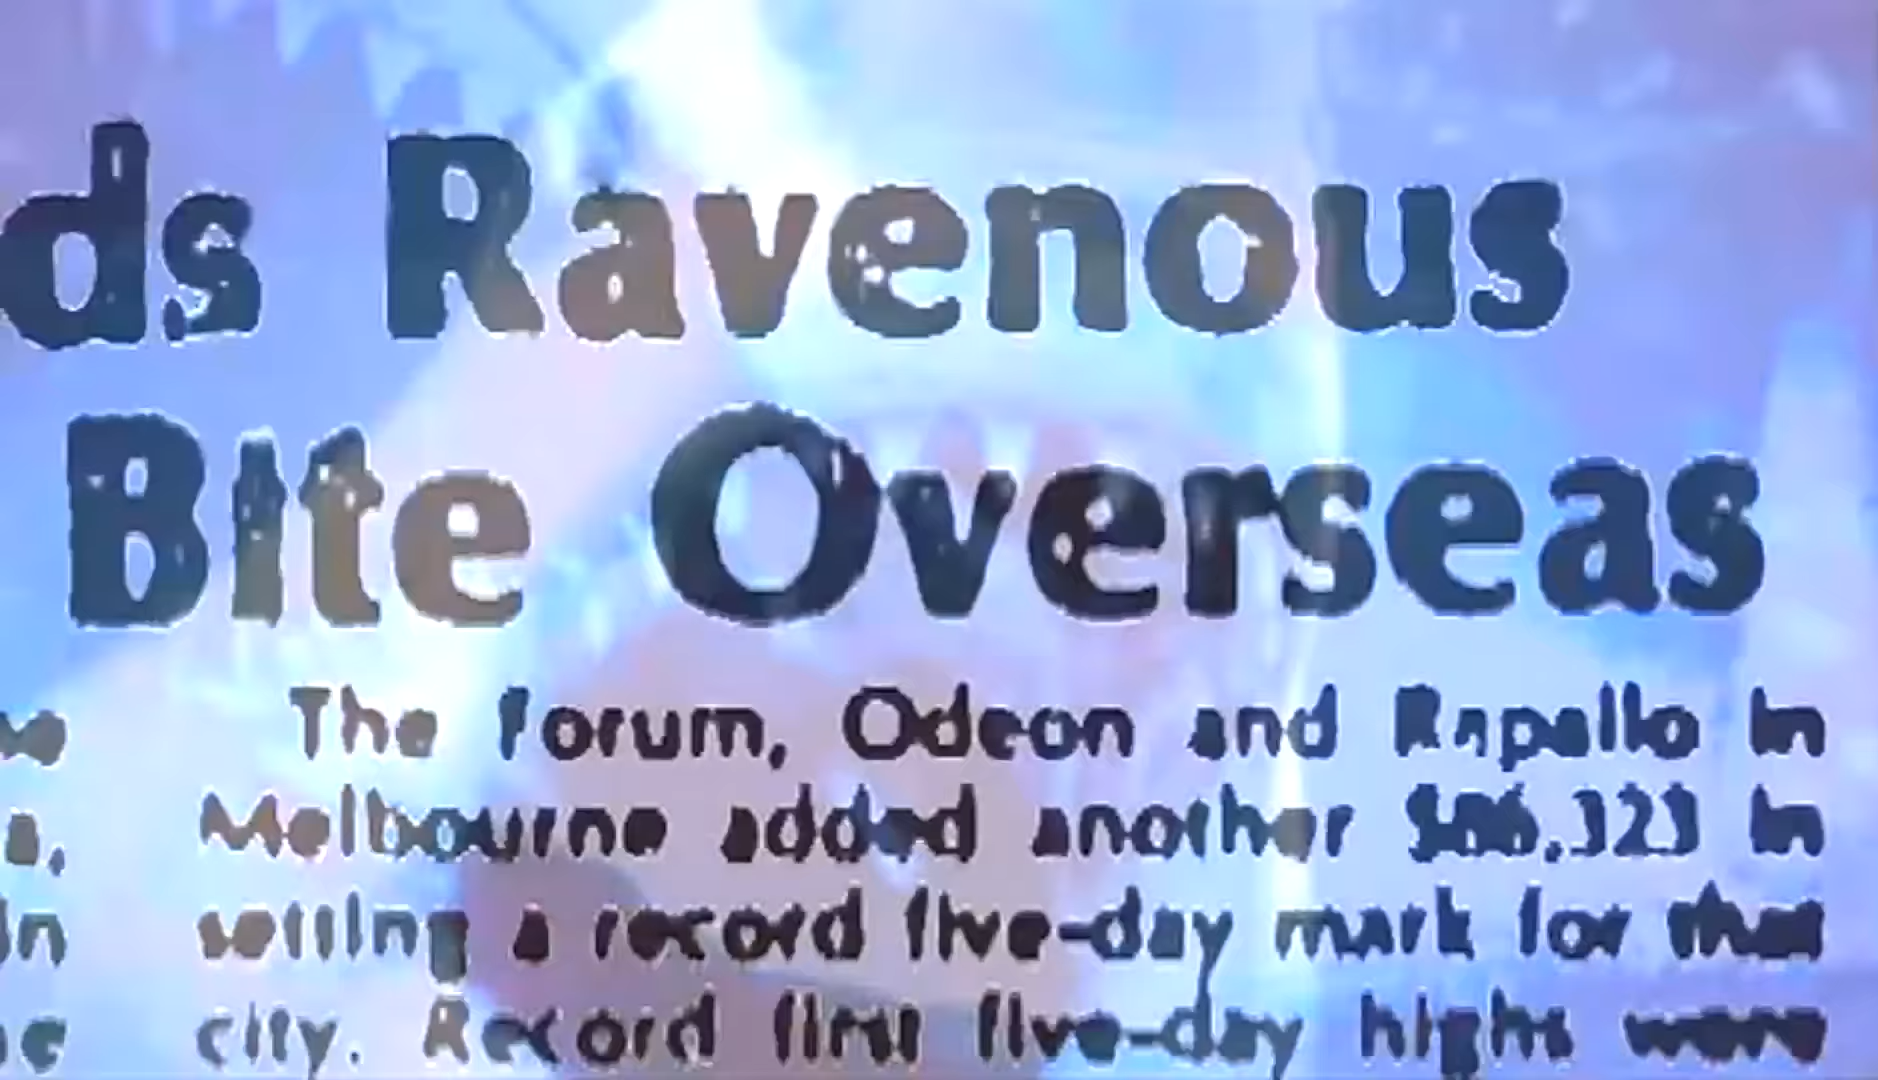 ds Ravenous
Bite Overseas
The Forum, Odeon and Rapallo in
Melbourne added another $86,323 in
a,
setting a record five-day mark for that
in
city. Record first five-day highs were